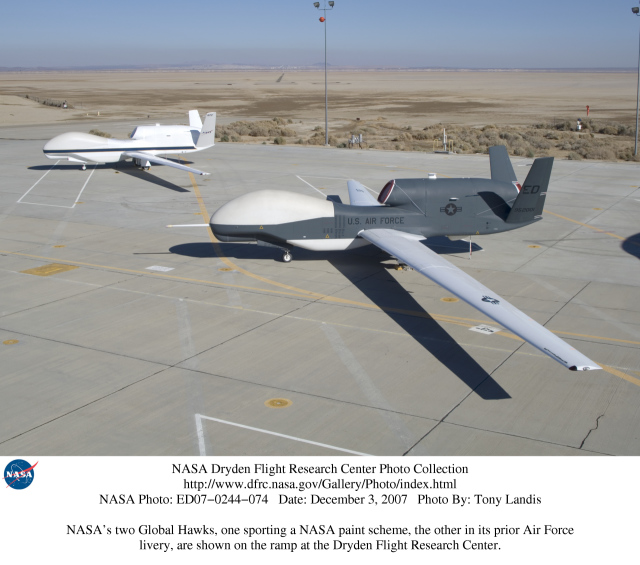 U.S. AIR FORCE
ED
NASA
NASA Dryden Flight Research Center Photo Collection
http://www.dfrc.nasa.gov/Gallery/Photo/index.html
NASA Photo: ED07−0244−074 Date: December 3, 2007 Photo By: Tony Landis
NASA's two Global Hawks, one sporting a NASA paint scheme, the other in its prior Air Force
livery, are shown on the ramp at the Dryden Flight Research Center.